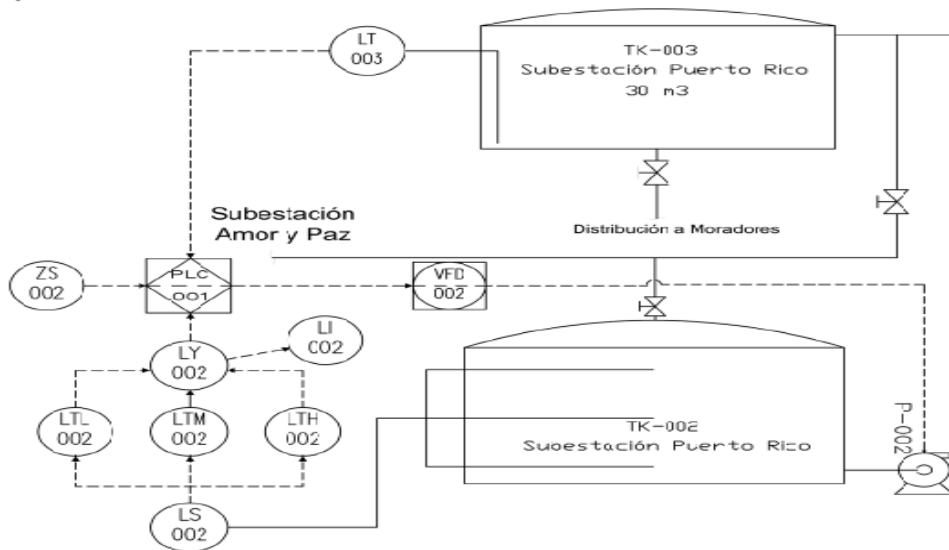 LT
003
TK-003
Subestación Puerto Rico
30 m3
Subestación
Amor y Paz
Distribución a Moradores
ZS
002
PLC
001
VFD
002
LI
002
LY
002
LTL
002
LTM
002
LTH
002
TK-002
Subestación Puerto Rico
P-002
LS
002